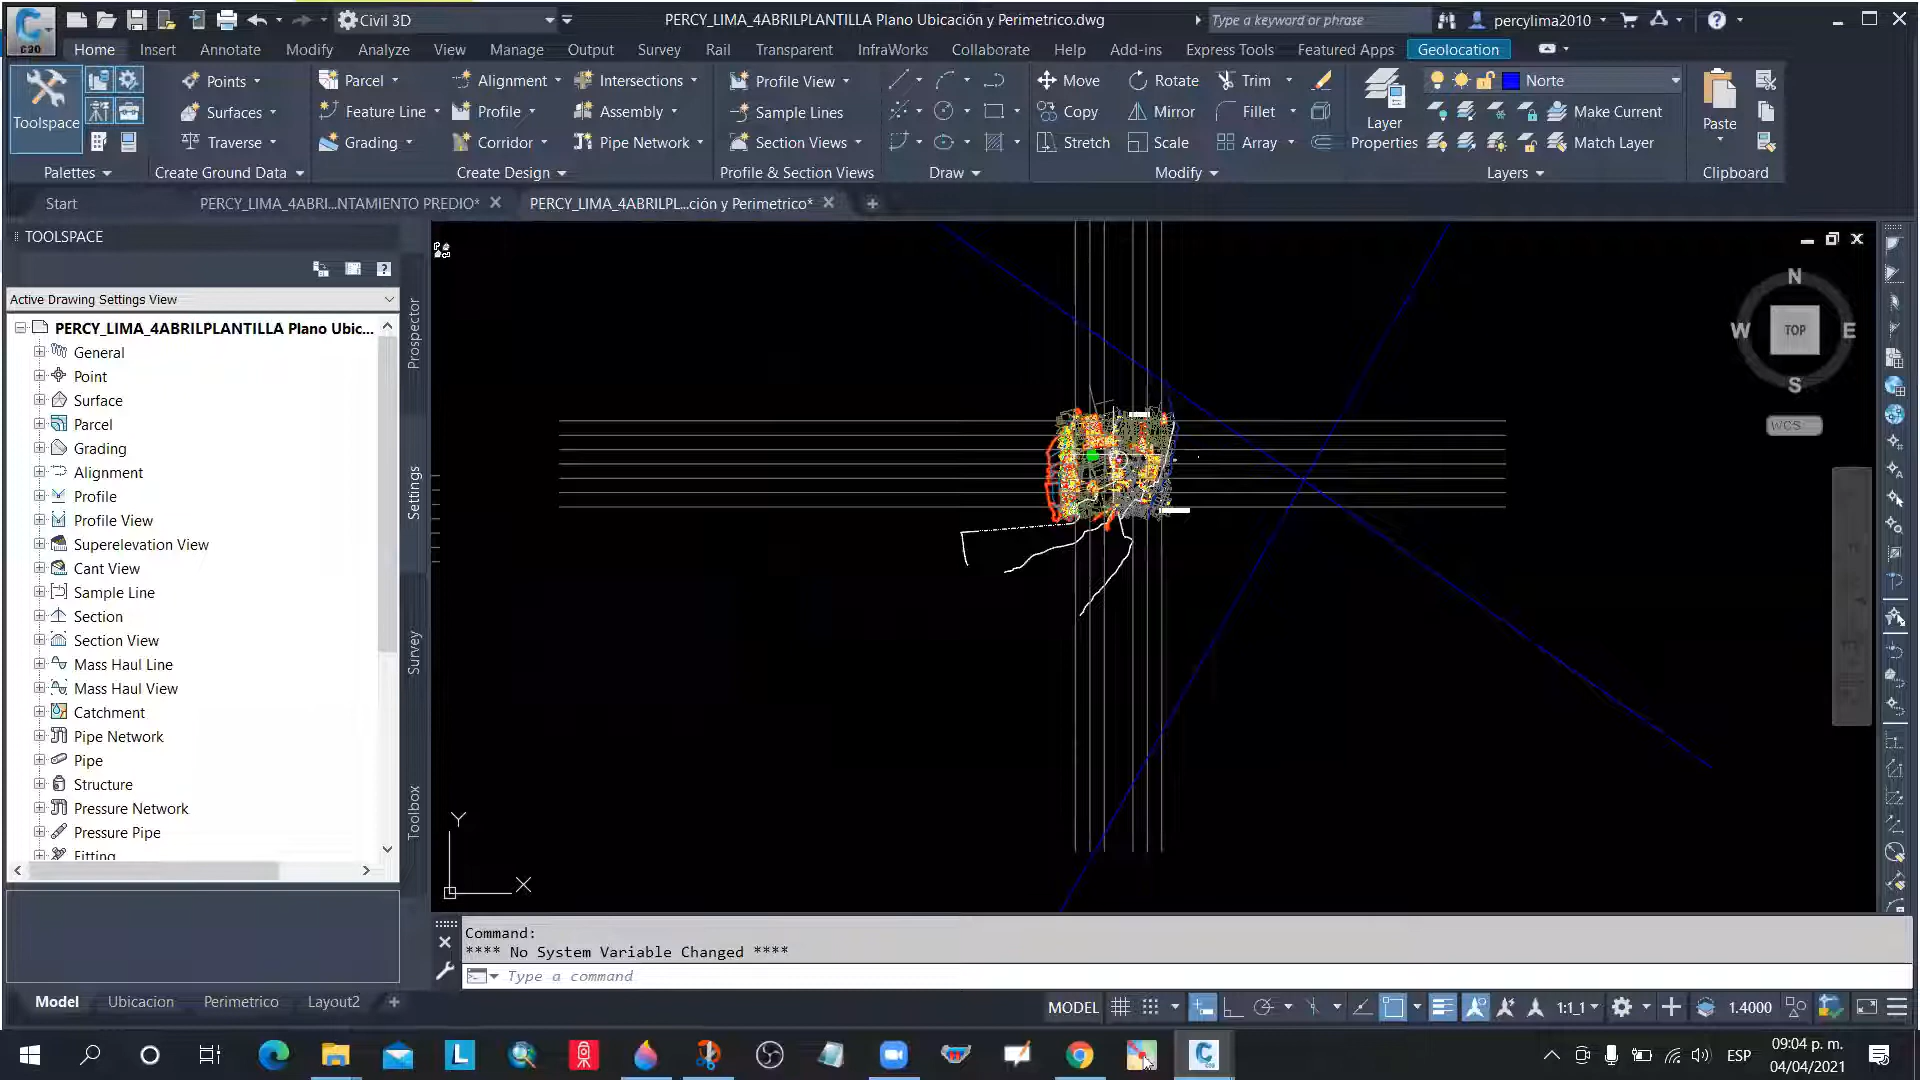 C3D
Civil 3D
PERCY_LIMA_4ABRILPLANTILLA Plano Ubicación y Perimetrico.dwg
Type a keyword or phrase
percylima2010
Home Insert Annotate Modify Analyze View Manage Output Survey Rail Transparent InfraWorks Collaborate Help Add-ins Express Tools Featured Apps Geolocation
Points Parcel Alignment Intersections Profile View Move Rotate Trim Norte
Toolspace Surfaces Feature Line Profile Assembly Sample Lines Copy Mirror Fillet Layer Properties Make Current Paste
Traverse Grading Corridor Pipe Network Section Views Stretch Scale Array Match Layer
Palettes Create Ground Data Create Design Profile & Section Views Draw Modify Layers Clipboard
Start PERCY_LIMA_4ABRI...NTAMIENTO PREDIO* PERCY_LIMA_4ABRILPL...ción y Perimetrico*
TOOLSPACE
Active Drawing Settings View
PERCY_LIMA_4ABRILPLANTILLA Plano Ubic...
General
Point
Surface
Parcel
Grading
Alignment
Profile
Profile View
Superelevation View
Cant View
Sample Line
Section
Section View
Mass Haul Line
Mass Haul View
Catchment
Pipe Network
Pipe
Structure
Pressure Network
Pressure Pipe
Fitting
Prospector
Settings
Survey
Toolbox
N
W TOP E
S
WCS
Y
X
Command:
**** No System Variable Changed ****
Type a command
Model Ubicacion Perimetrico Layout2
MODEL 1:1_1 1.4000
ESP
09:04 p. m.
04/04/2021